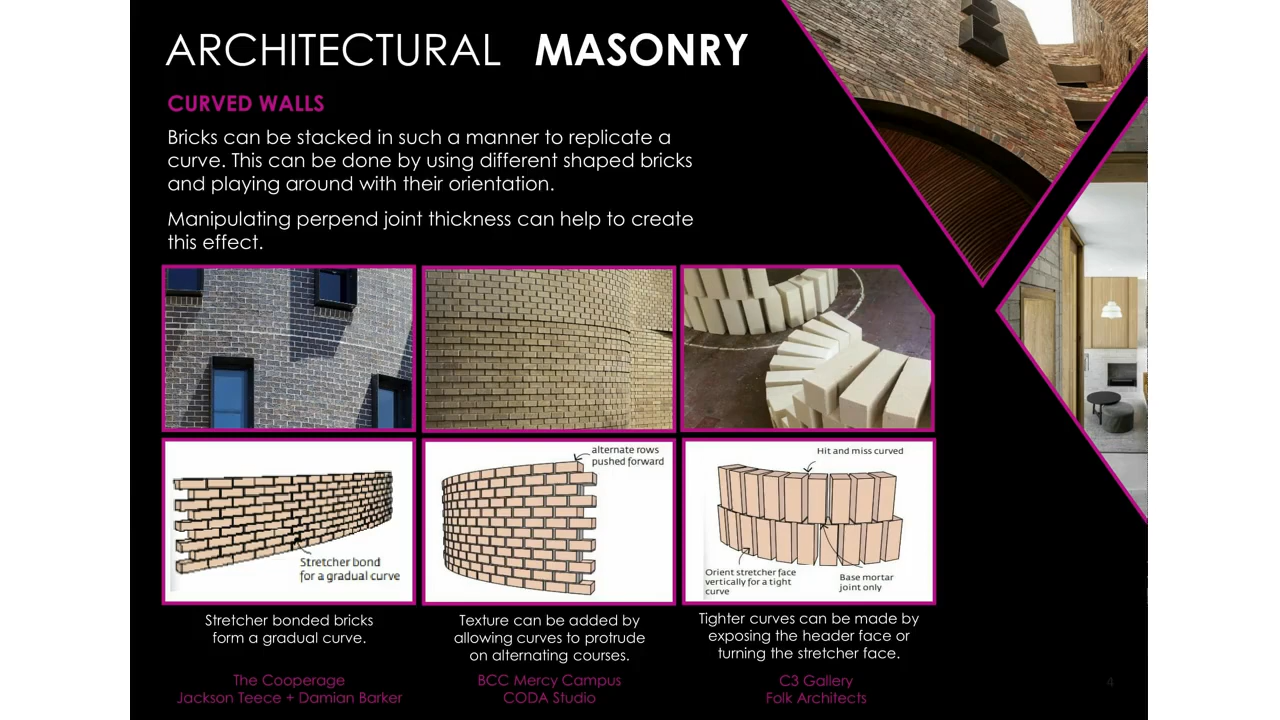 ARCHITECTURAL MASONRY
CURVED WALLS
Bricks can be stacked in such a manner to replicate a
curve. This can be done by using different shaped bricks
and playing around with their orientation.
Manipulating perpend joint thickness can help to create
this effect.
alternate rows
pushed forward
Hit and miss curved
Stretcher bond
for a gradual curve
Orient stretcher face
vertically for a tight
curve
Base mortar
joint only
Stretcher bonded bricks
form a gradual curve.
Texture can be added by
allowing curves to protrude
on alternating courses.
Tighter curves can be made by
exposing the header face or
turning the stretcher face.
The Cooperage
Jackson Teece + Damian Barker
BCC Mercy Campus
CODA Studio
C3 Gallery
Folk Architects
4